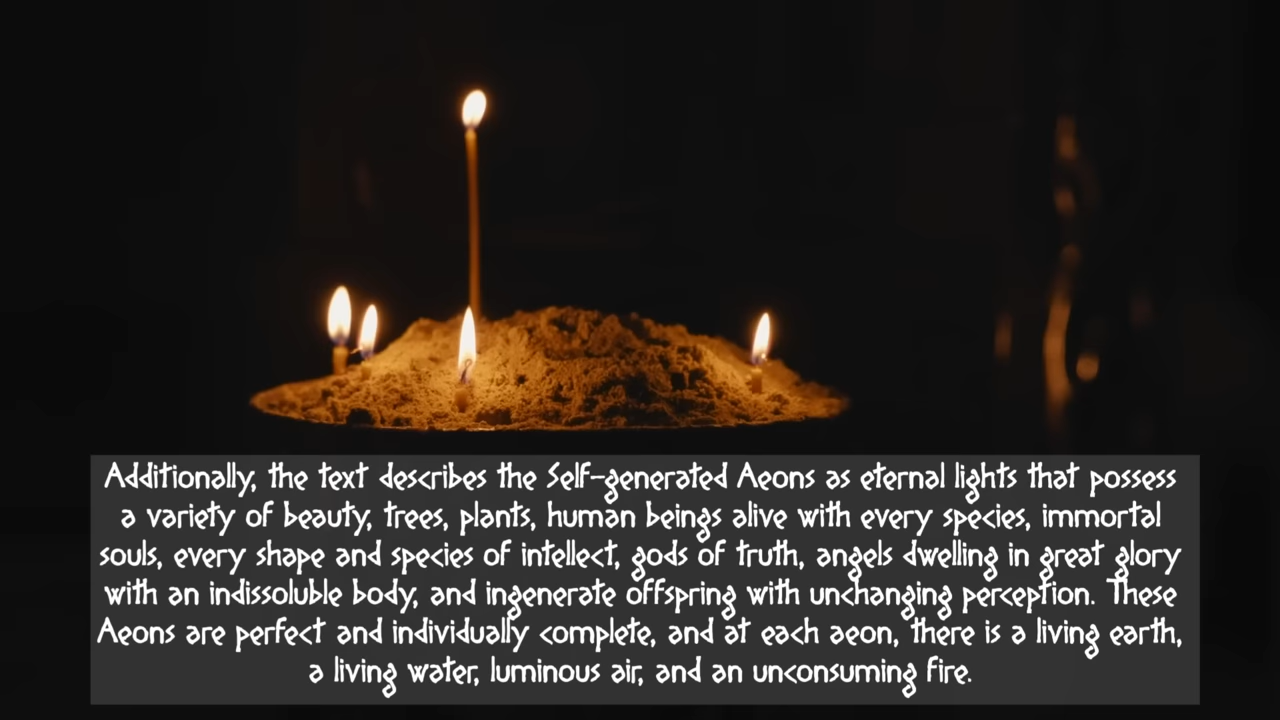 Additionally, the text describes the Self-generated Aeons as eternal lights that possess
a variety of beauty, trees, plants, human beings alive with every species, immortal
souls, every shape and species of intellect, gods of truth, angels dwelling in great glory
with an indissoluble body, and ingenerate offspring with unchanging perception. These
Aeons are perfect and individually complete, and at each aeon, there is a living earth,
a living water, luminous air, and an unconsuming fire.